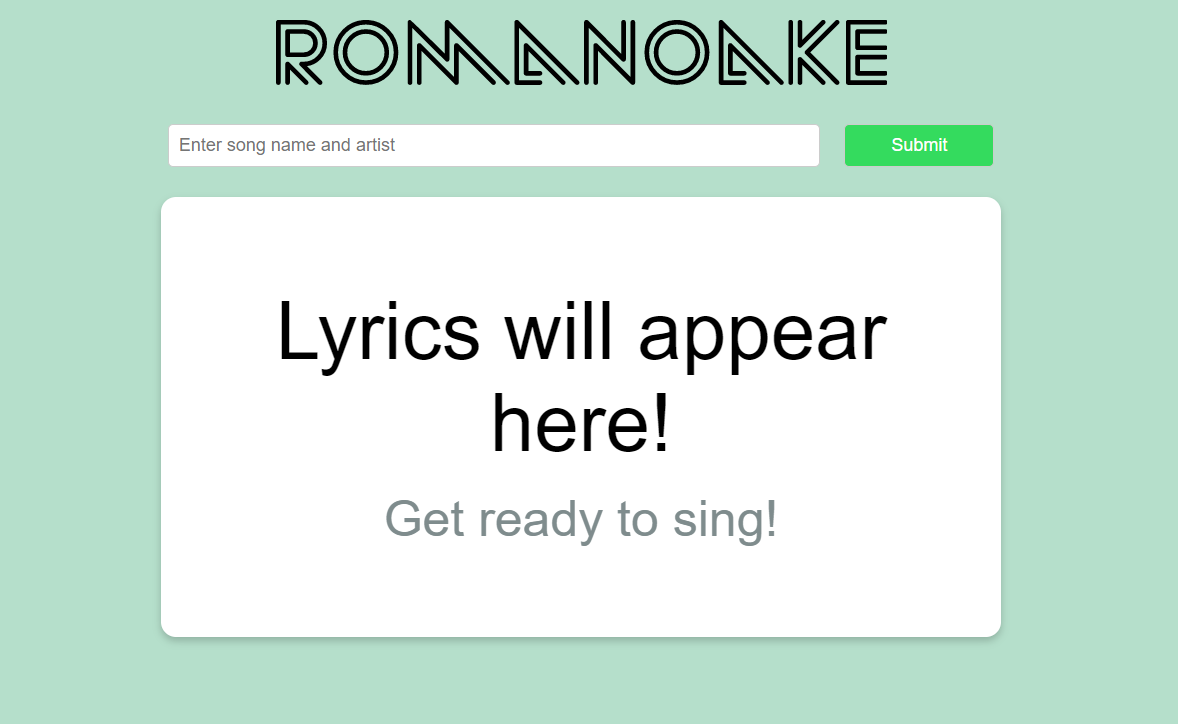 ROMANOAKE
Enter song name and artist
Submit
Lyrics will appear
here!
Get ready to sing!